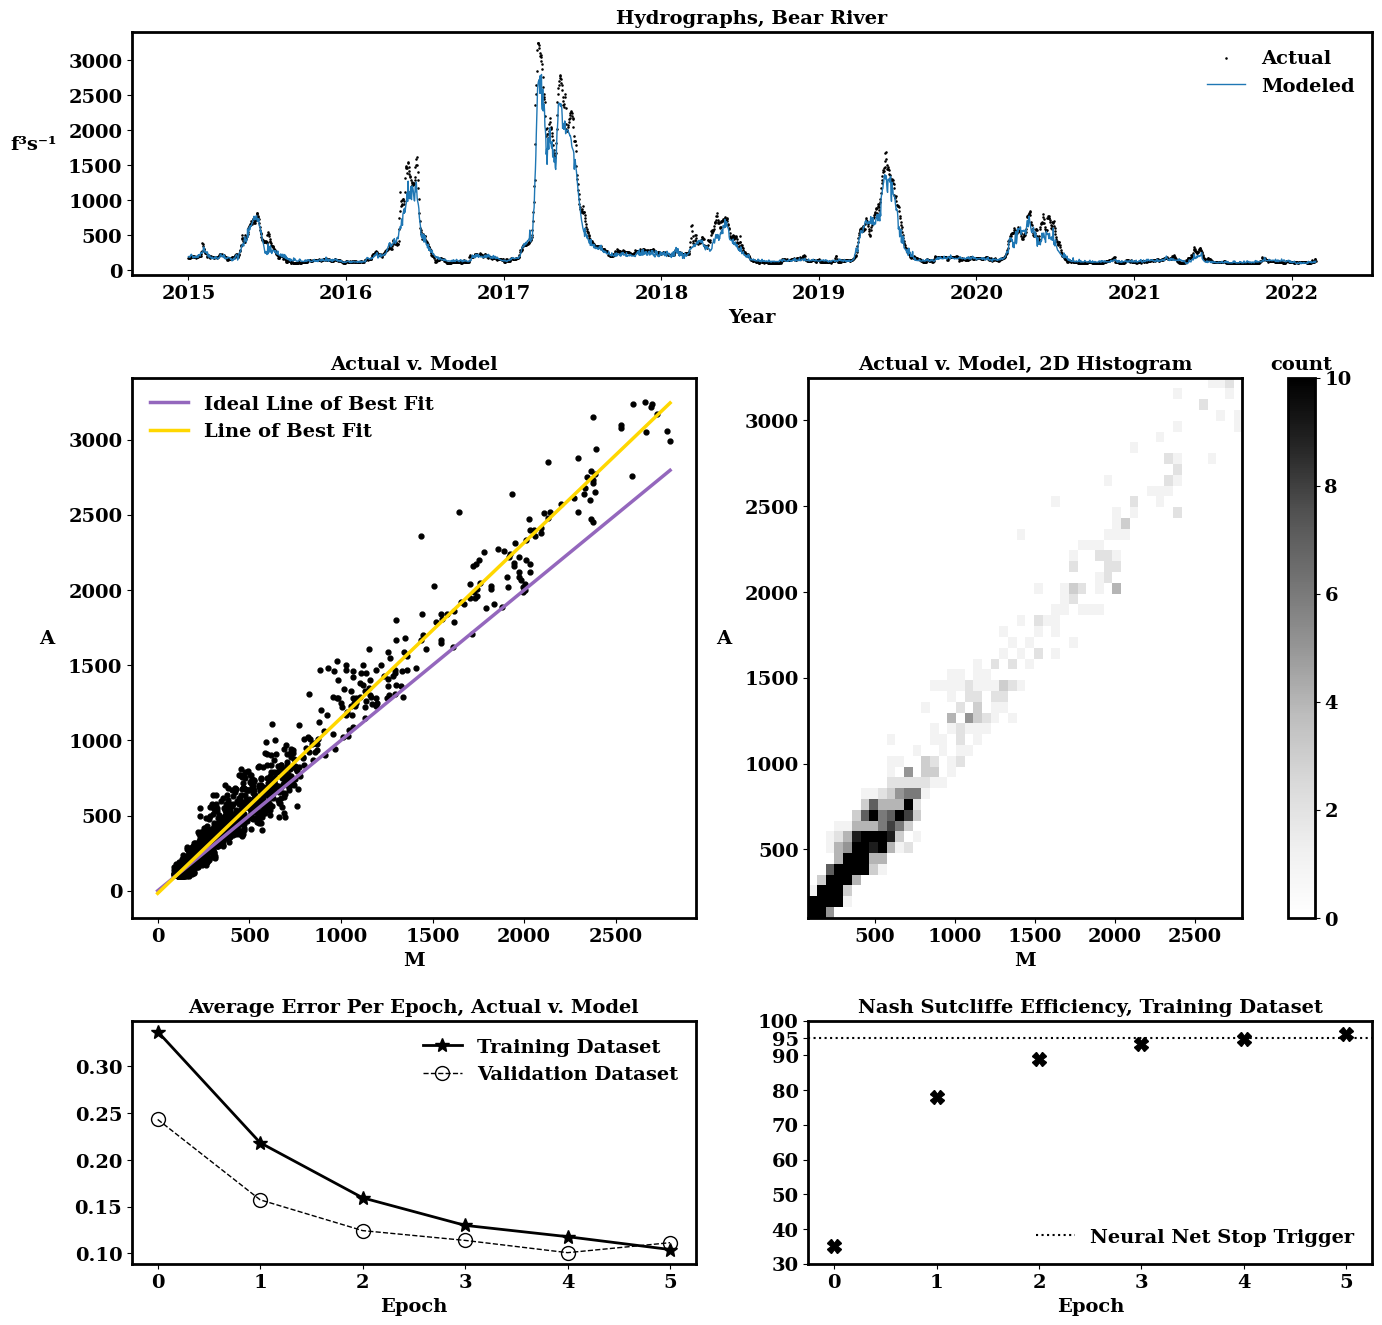 Hydrographs, Bear River
f³s⁻¹
3000
2500
2000
1500
1000
500
0
Actual
Modeled
2015 2016 2017 2018 2019 2020 2021 2022
Year
Actual v. Model
A
3000
2500
2000
1500
1000
500
0
Ideal Line of Best Fit
Line of Best Fit
0 500 1000 1500 2000 2500
M
Actual v. Model, 2D Histogram
A
3000
2500
2000
1500
1000
500
500 1000 1500 2000 2500
M
count
10
8
6
4
2
0
Average Error Per Epoch, Actual v. Model
0.30
0.25
0.20
0.15
0.10
Training Dataset
Validation Dataset
0 1 2 3 4 5
Epoch
Nash Sutcliffe Efficiency, Training Dataset
100
95
90
80
70
60
50
40
30
Neural Net Stop Trigger
0 1 2 3 4 5
Epoch